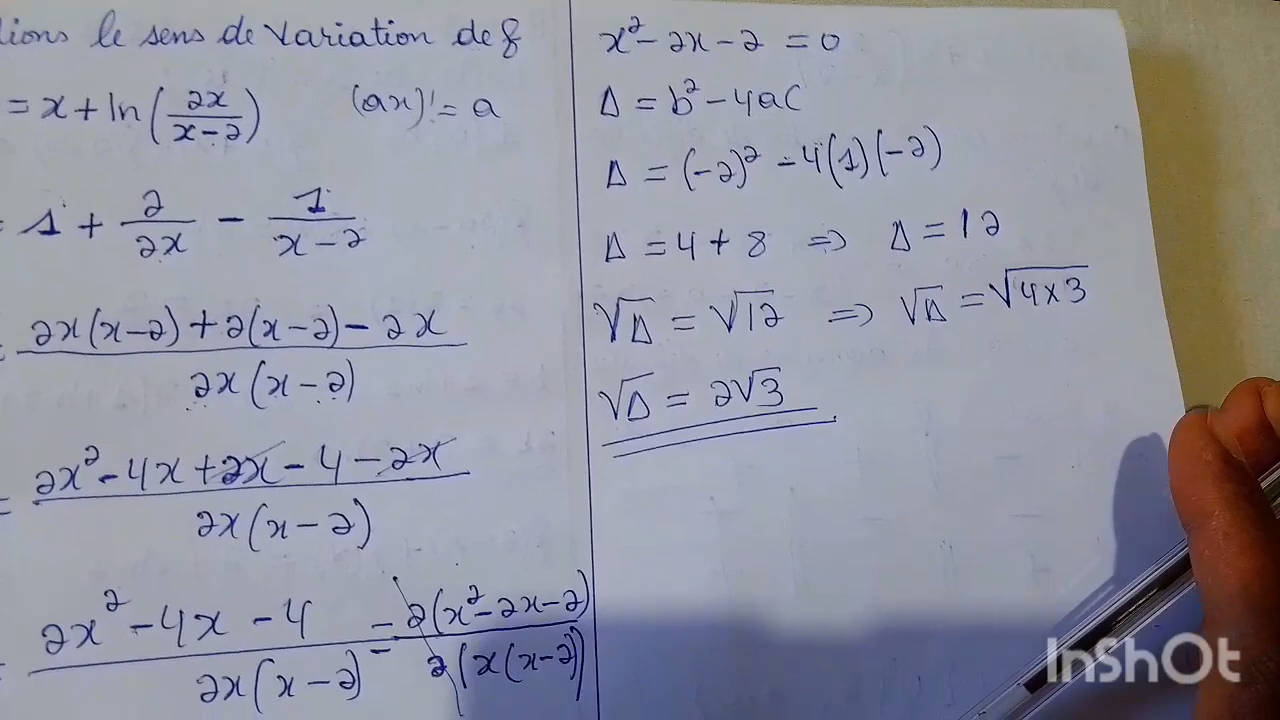 tions le sens de variation de f
= x + ln(2x/(x-2)) (ax)' = a
= 1 + 2/2x - 1/(x-2)
= (2x(x-2)+2(x-2)-2x)/(2x(x-2))
= (2x²-4x+2x-4-2x)/(2x(x-2))
= (2x²-4x-4)/(2x(x-2)) = 2(x²-2x-2)/2(x(x-2))
x²-2x-2 = 0
Δ = b²-4ac
Δ = (-2)²-4(1)(-2)
Δ = 4+8 => Δ = 12
√Δ = √12 => √Δ = √4×3
√Δ = 2√3
InShOt